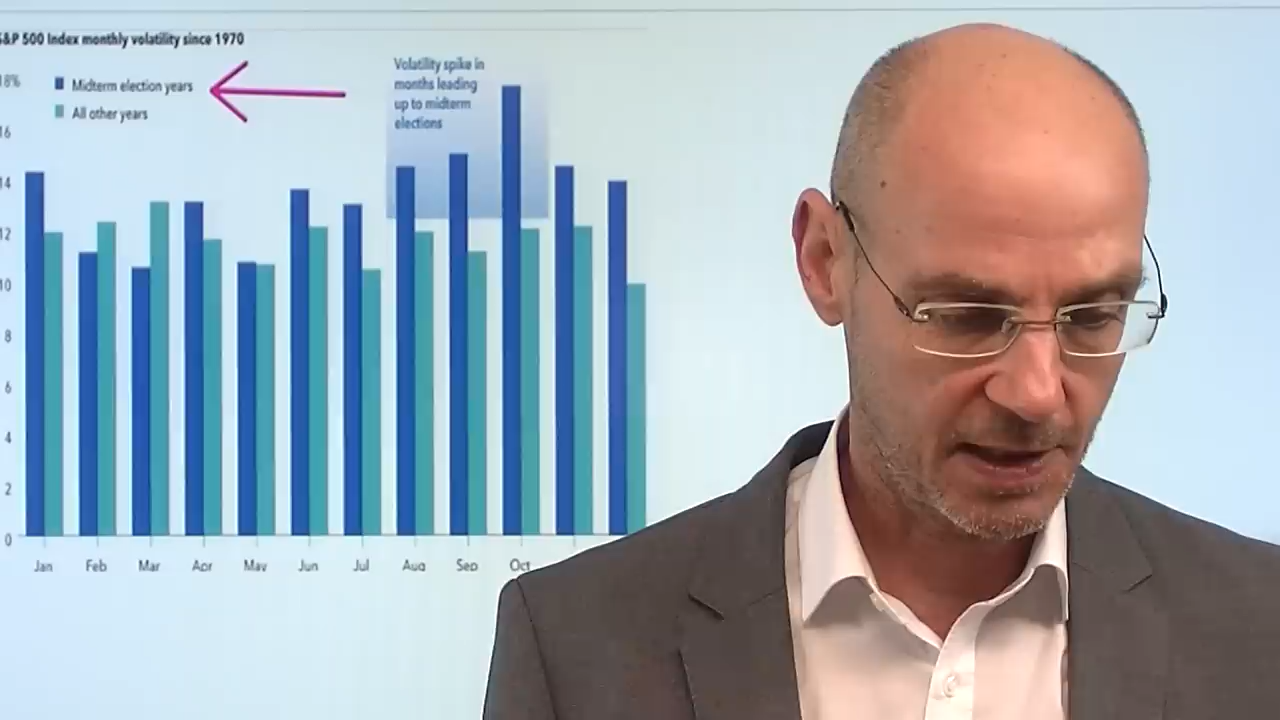 S&P 500 Index monthly volatility since 1970
18%
Midterm election years
All other years
Volatility spike in
months leading
up to midterm
elections
16
14
12
10
8
6
4
2
0
Jan Feb Mar Apr May Jun Jul Aug Sep Oct